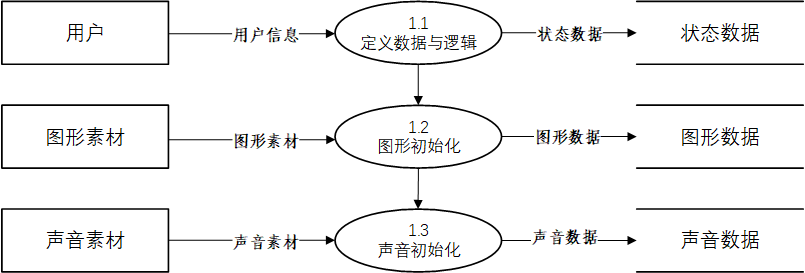 用户
用户信息
1.1
定义数据与逻辑
状态数据
状态数据
图形素材
图形素材
1.2
图形初始化
图形数据
图形数据
声音素材
声音素材
1.3
声音初始化
声音数据
声音数据